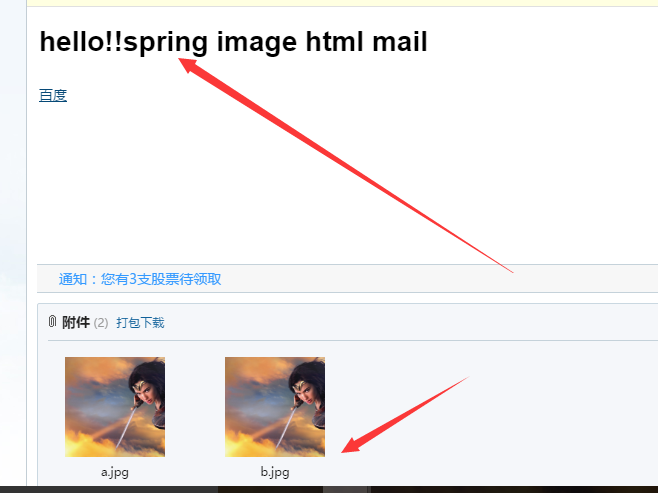 hello!!spring image html mail
百度
通知：您有3支股票待领取
附件 (2) 打包下载
a.jpg b.jpg